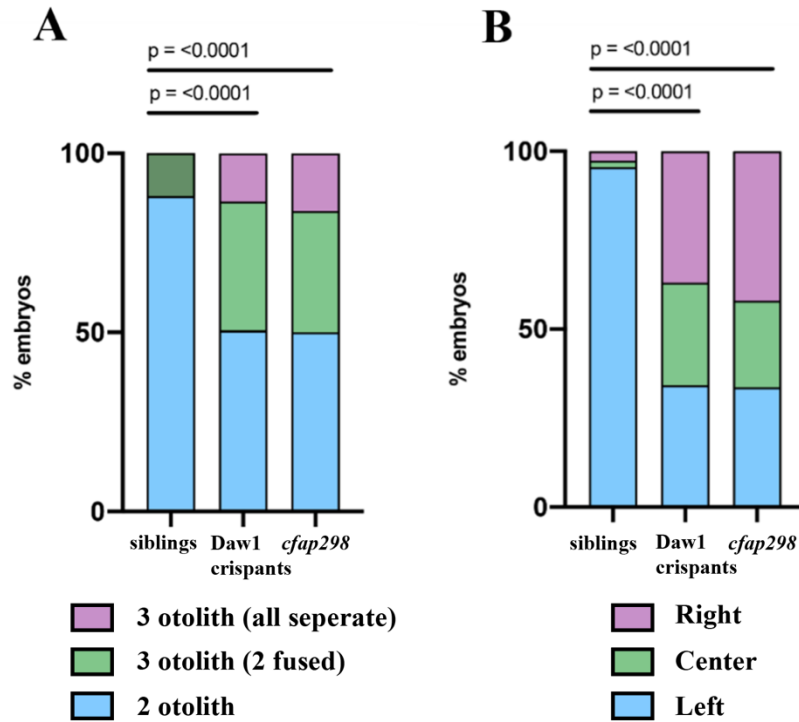 A
p = <0.0001
p = <0.0001
100
50
0
% embryos
siblings
Daw1
crispants
cfap298
3 otolith (all seperate)
3 otolith (2 fused)
2 otolith
B
p = <0.0001
p = <0.0001
100
50
0
% embryos
siblings
Daw1
crispants
cfap298
Right
Center
Left